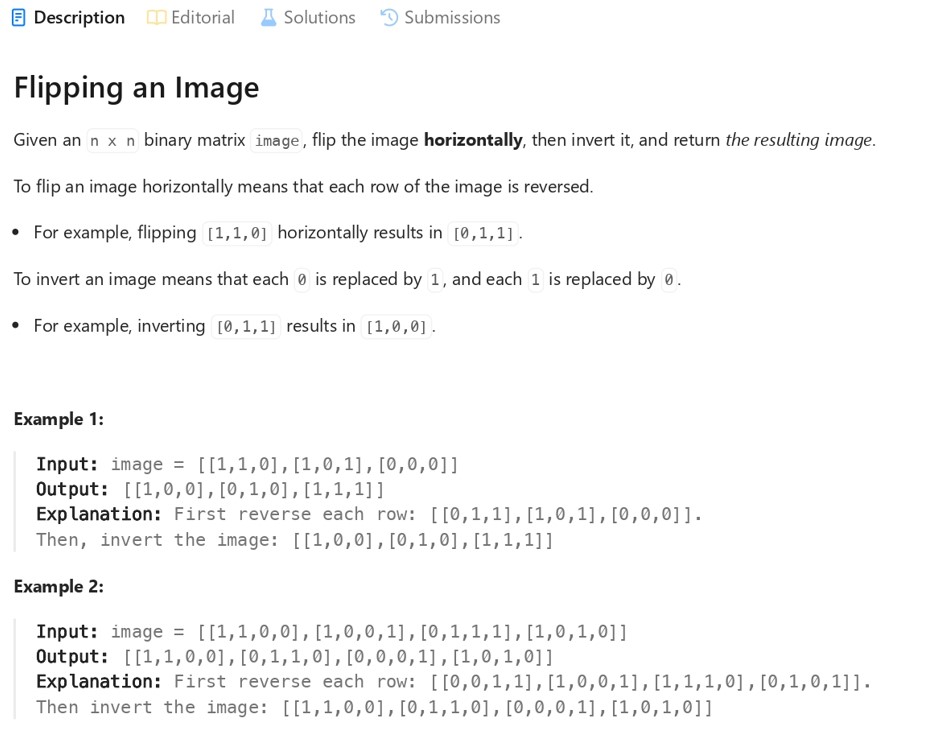 Description Editorial Solutions Submissions
Flipping an Image
Given an n x n binary matrix image, flip the image horizontally, then invert it, and return the resulting image.
To flip an image horizontally means that each row of the image is reversed.
• For example, flipping [1,1,0] horizontally results in [0,1,1].
To invert an image means that each 0 is replaced by 1, and each 1 is replaced by 0.
• For example, inverting [0,1,1] results in [1,0,0].
Example 1:
Input: image = [[1,1,0],[1,0,1],[0,0,0]]
Output: [[1,0,0],[0,1,0],[1,1,1]]
Explanation: First reverse each row: [[0,1,1],[1,0,1],[0,0,0]].
Then, invert the image: [[1,0,0],[0,1,0],[1,1,1]]
Example 2:
Input: image = [[1,1,0,0],[1,0,0,1],[0,1,1,1],[1,0,1,0]]
Output: [[1,1,0,0],[0,1,1,0],[0,0,0,1],[1,0,1,0]]
Explanation: First reverse each row: [[0,0,1,1],[1,0,0,1],[1,1,1,0],[0,1,0,1]].
Then invert the image: [[1,1,0,0],[0,1,1,0],[0,0,0,1],[1,0,1,0]]